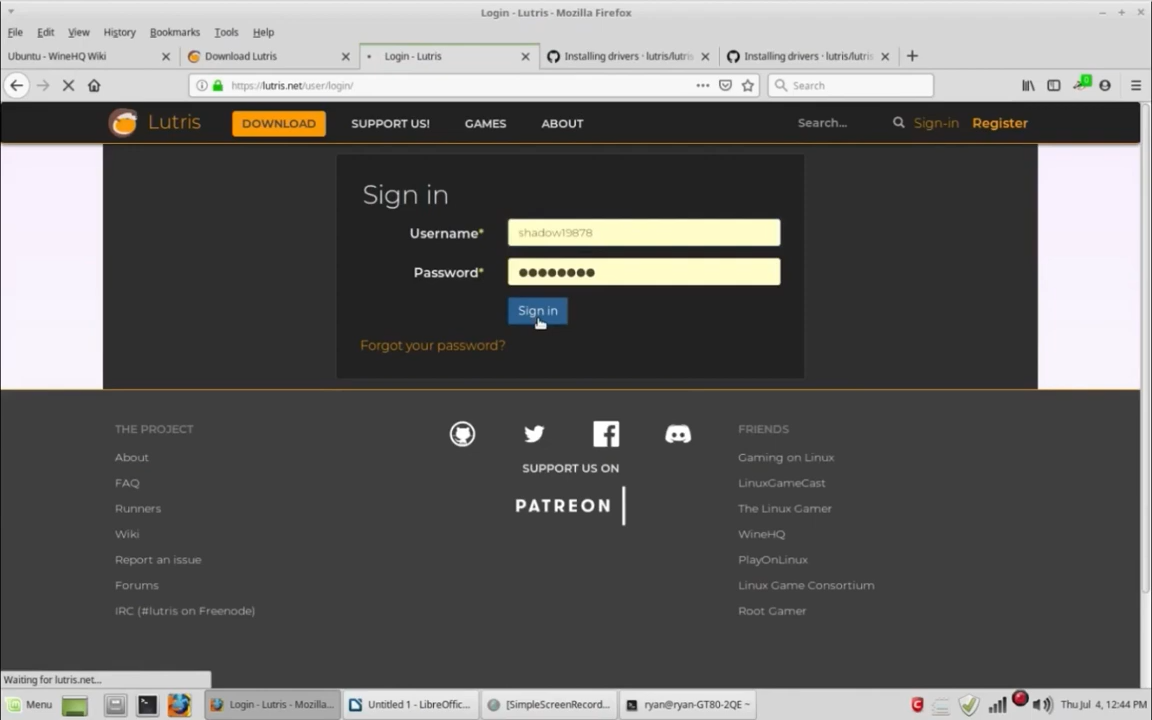 Login - Lutris - Mozilla Firefox
File Edit View History Bookmarks Tools Help
Ubuntu - WineHQ Wiki Download Lutris Login - Lutris Installing drivers · lutris/lutris Installing drivers · lutris/lutris
https://lutris.net/user/login/ Search
Lutris DOWNLOAD SUPPORT US! GAMES ABOUT Search... Sign-in Register
Sign in
Username* shadow19878
Password* ●●●●●●●●
Sign in
Forgot your password?
THE PROJECT
About
FAQ
Runners
Wiki
Report an issue
Forums
IRC (#lutris on Freenode)
SUPPORT US ON
PATREON
FRIENDS
Gaming on Linux
LinuxGameCast
The Linux Gamer
WineHQ
PlayOnLinux
Linux Game Consortium
Root Gamer
Waiting for lutris.net...
Menu Login - Lutris - Mozilla... Untitled 1 - LibreOffic... [SimpleScreenRecord... ryan@ryan-GT80-2QE ~ Thu Jul 4, 12:44 PM